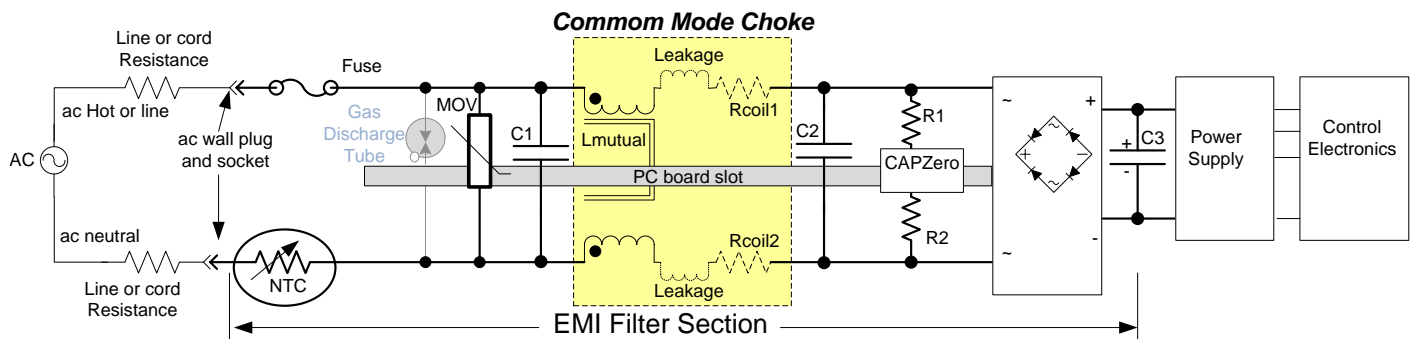 Commom Mode Choke
Line or cord
Resistance
Fuse
Leakage
ac Hot or line
MOV
Rcoil1
Gas
Discharge
Tube
C1
Lmutual
C2
R1
~
+
AC
ac wall plug
and socket
CAPZero
PC board slot
+
C3
-
Power
Supply
Control
Electronics
ac neutral
Rcoil2
R2
NTC
Leakage
~
-
Line or cord
Resistance
EMI Filter Section